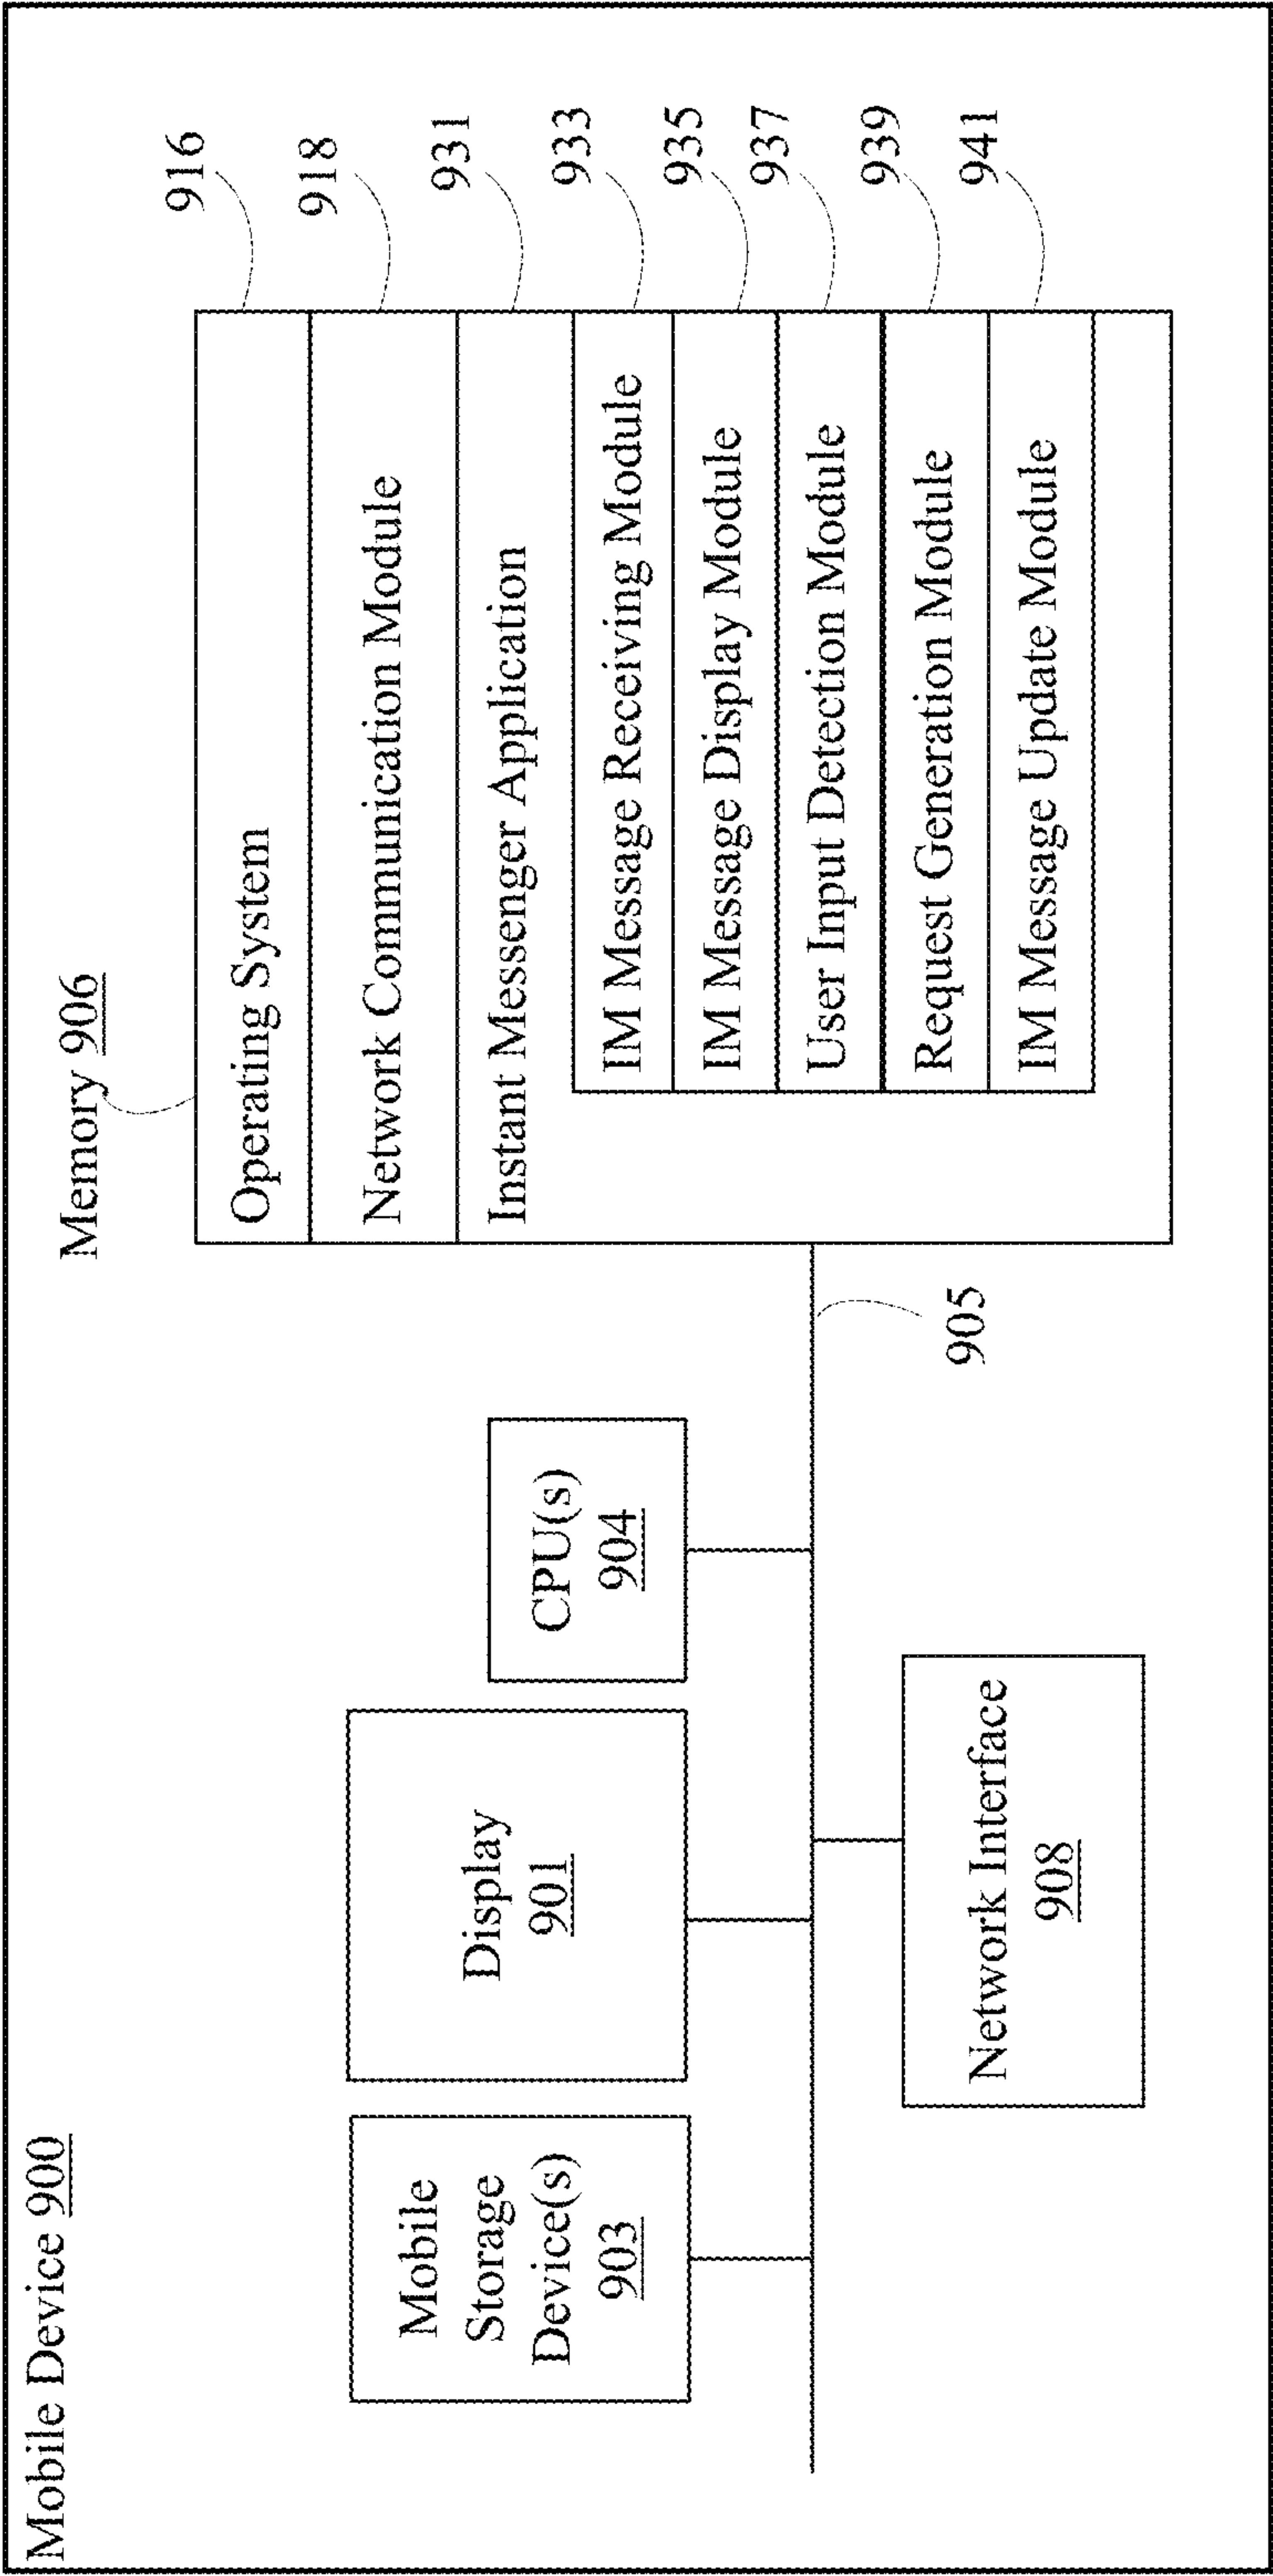 Mobile Device 900
Mobile
Storage
Device(s)
903
Display
901
CPU(s)
904
Network Interface
908
905
Memory 906
Operating System
916
Network Communication Module
918
Instant Messenger Application
931
IM Message Receiving Module
933
IM Message Display Module
935
User Input Detection Module
937
Request Generation Module
939
IM Message Update Module
941